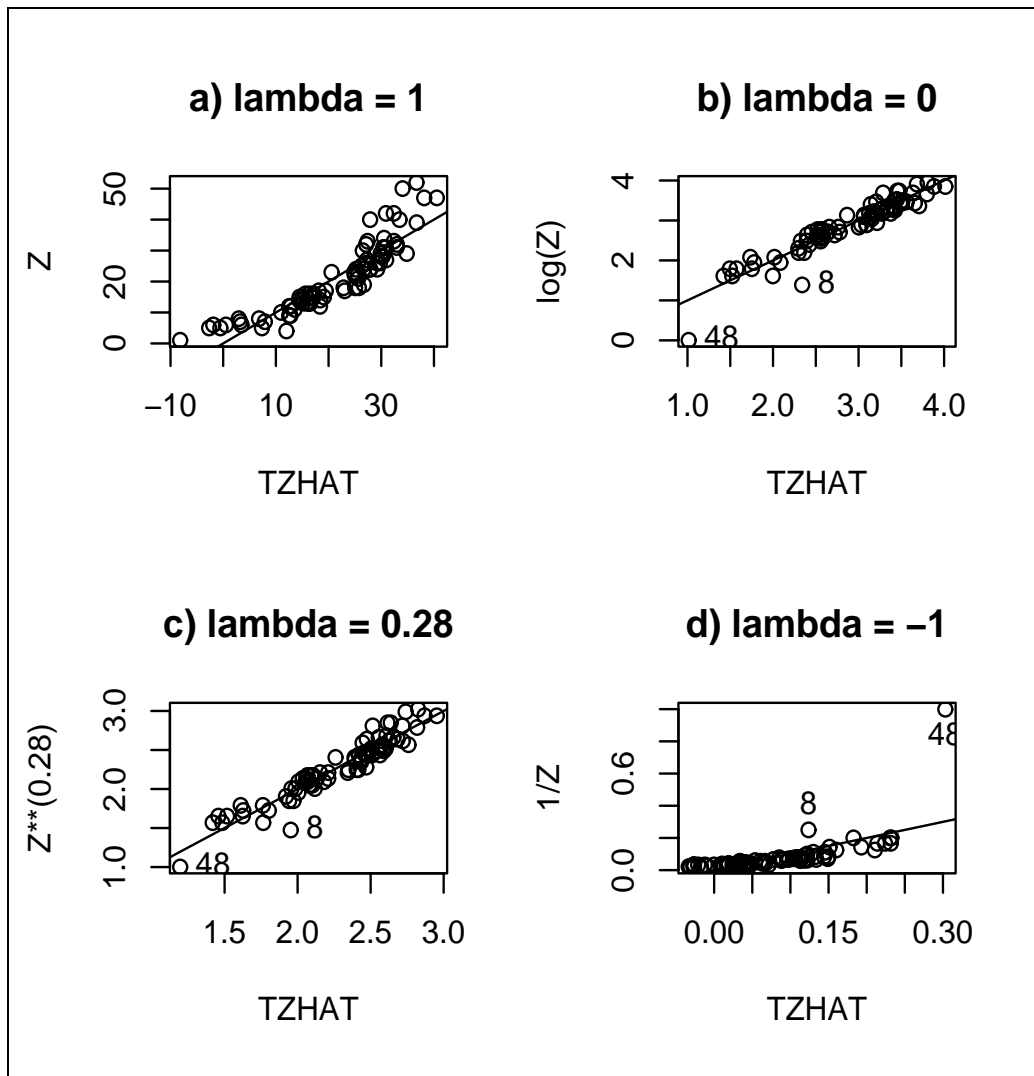 a) lambda = 1
Z
0 20 50
−10 10 30
TZHAT
b) lambda = 0
log(Z)
0 2 4
8
48
1.0 2.0 3.0 4.0
TZHAT
c) lambda = 0.28
Z**(0.28)
1.0 2.0 3.0
8
48
1.5 2.0 2.5 3.0
TZHAT
d) lambda = −1
1/Z
0.0 0.6
48
8
0.00 0.15 0.30
TZHAT